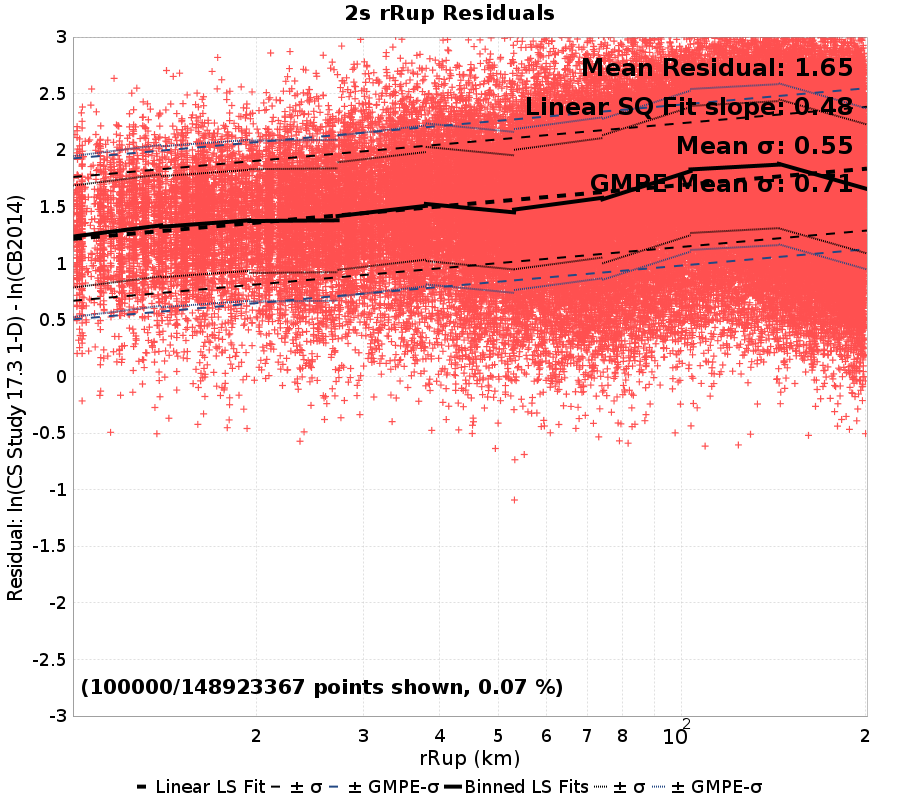 2s rRup Residuals
Residual: ln(CS Study 17.3 1-D) - ln(CB2014)
3
2.5
2
1.5
1
0.5
0
-0.5
-1
-1.5
-2
-2.5
-3
Mean Residual: 1.65
Linear SQ Fit slope: 0.48
Mean σ: 0.55
GMPE Mean σ: 0.71
(100000/148923367 points shown, 0.07 %)
2 3 4 5 6 7 8 10² 2
rRup (km)
Linear LS Fit ± σ ± GMPE-σ Binned LS Fits ± σ ± GMPE-σ